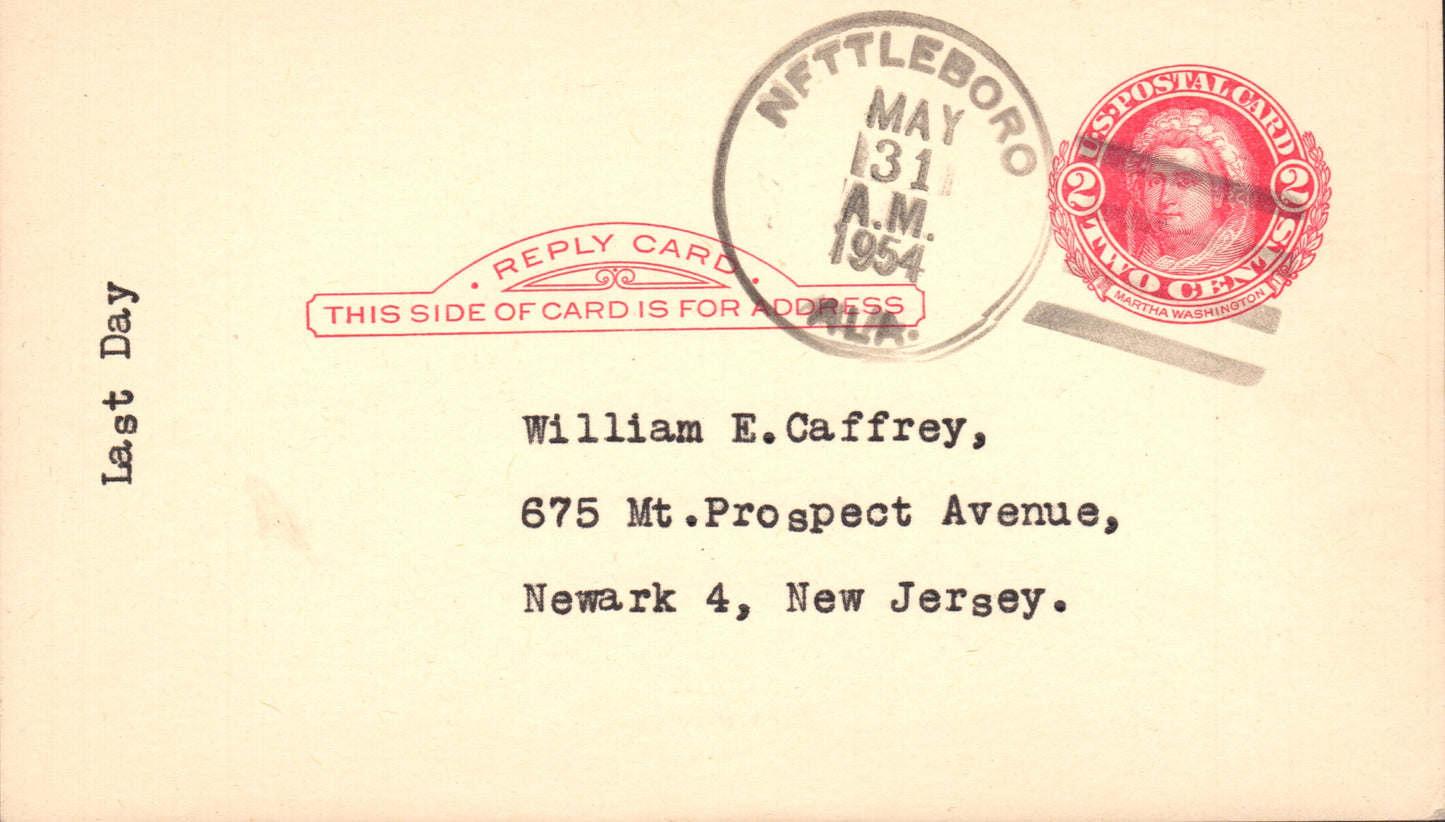 NETTLEBORO
MAY
31
A.M.
1954
ALA.
U.S. POSTAL CARD
2 2
TWO CENTS
MARTHA WASHINGTON
· REPLY CARD ·
THIS SIDE OF CARD IS FOR ADDRESS
Last Day
William E.Caffrey,
675 Mt.Prospect Avenue,
Newark 4, New Jersey.